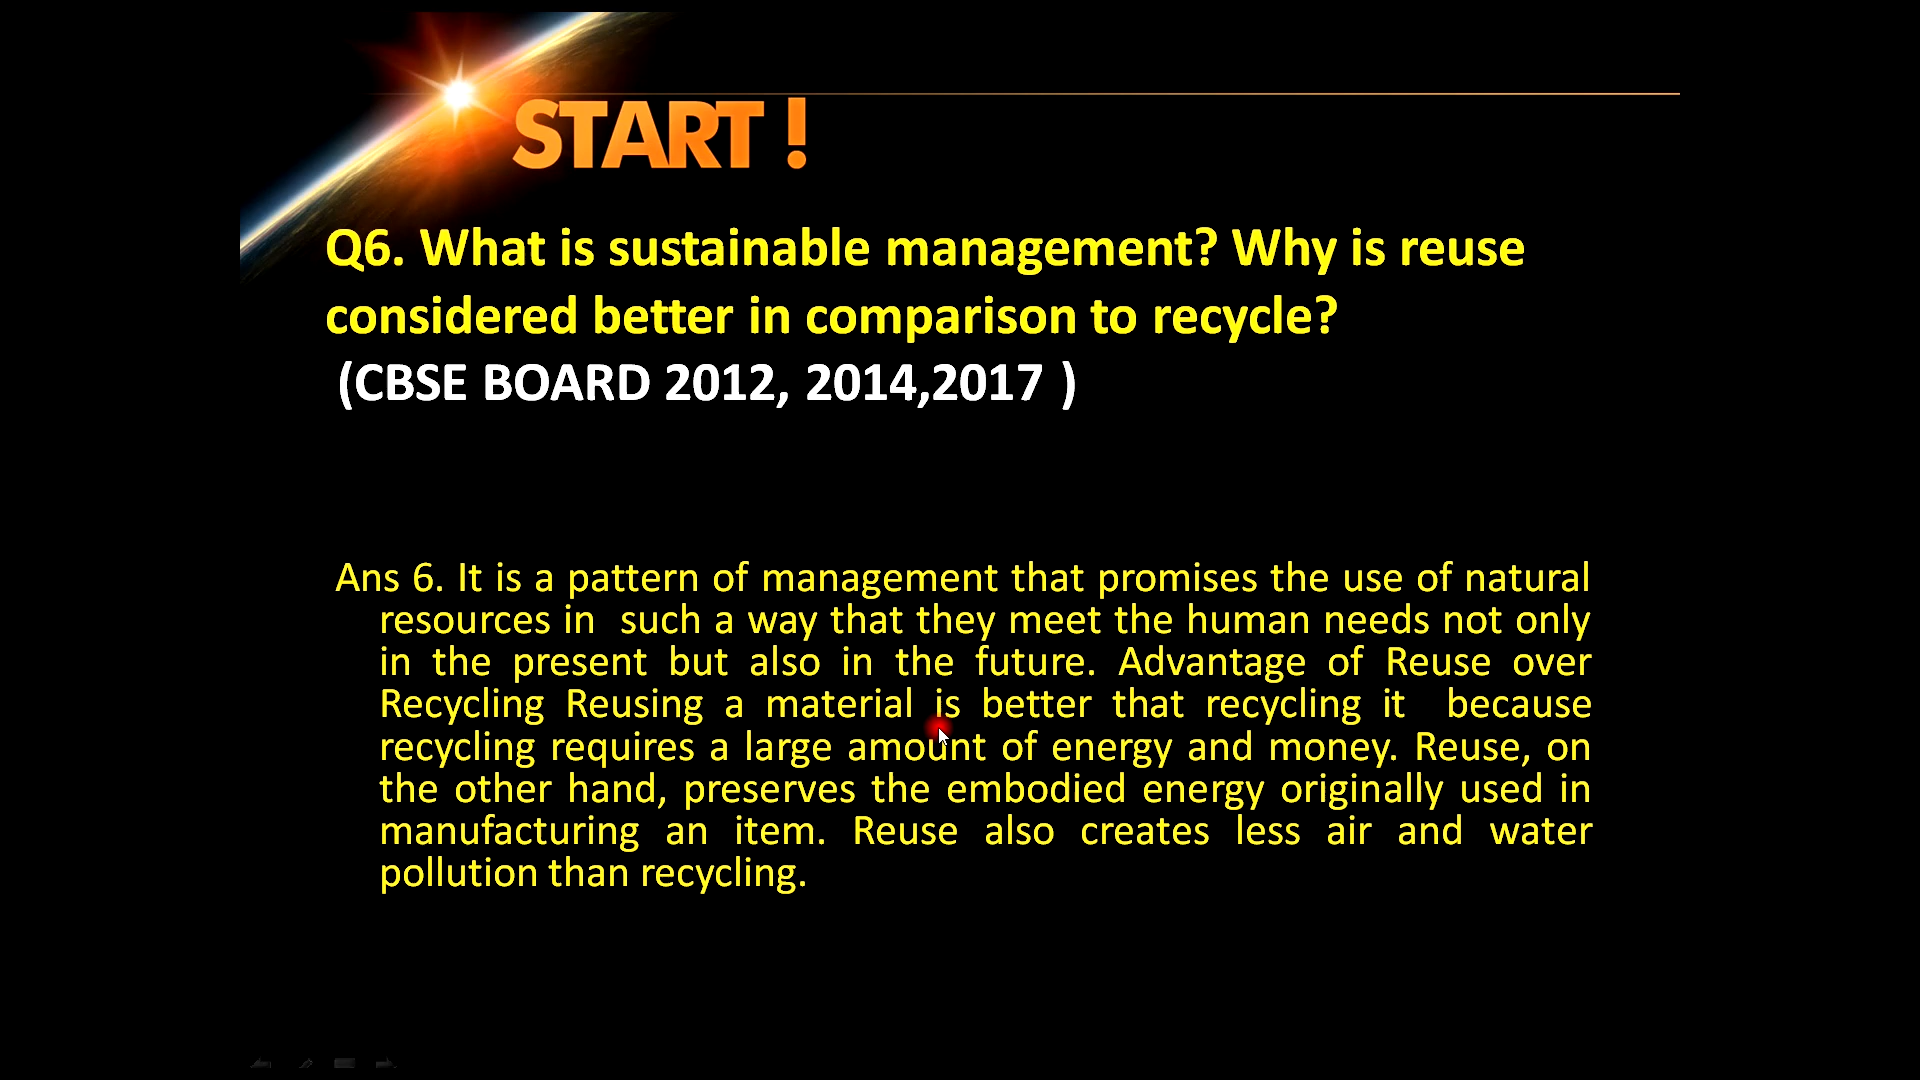 START !
Q6. What is sustainable management? Why is reuse
considered better in comparison to recycle?
(CBSE BOARD 2012, 2014,2017 )
Ans 6. It is a pattern of management that promises the use of natural
resources in such a way that they meet the human needs not only
in the present but also in the future. Advantage of Reuse over
Recycling Reusing a material is better that recycling it because
recycling requires a large amount of energy and money. Reuse, on
the other hand, preserves the embodied energy originally used in
manufacturing an item. Reuse also creates less air and water
pollution than recycling.